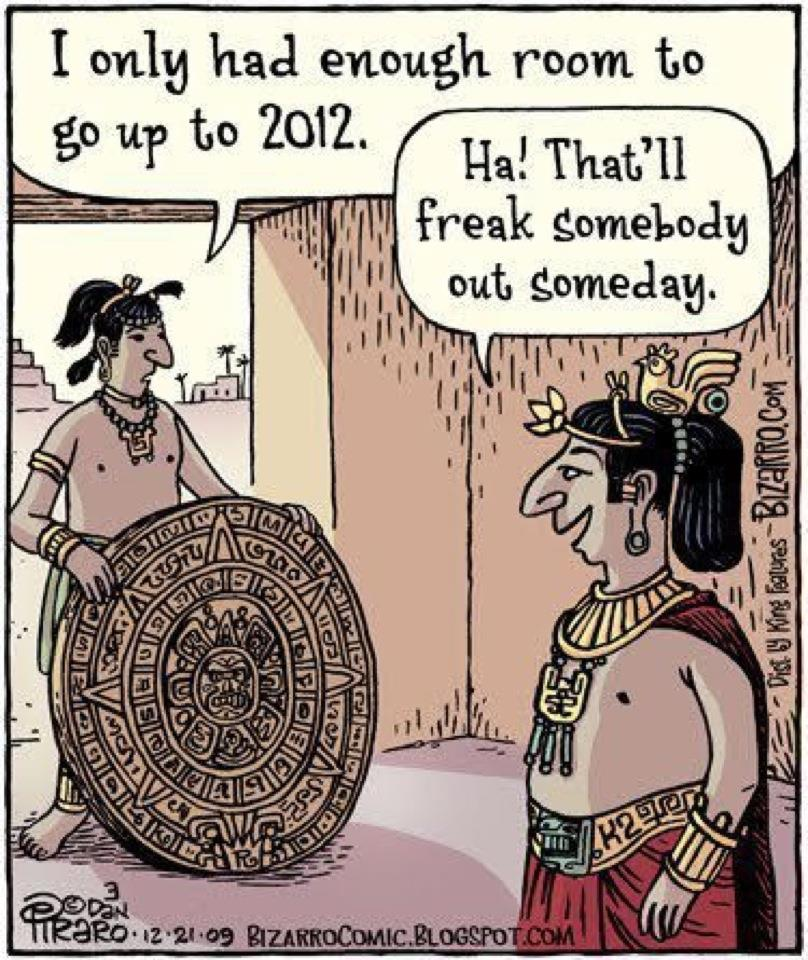 I only had enough room to
go up to 2012.
Ha! That'll
freak somebody
out someday.
K2
Dist. by King Features - BIZARRO.COM
3
© DAN
PIRARO · 12 · 21 · 09 BIZARROCOMIC.BLOGSPOT.COM